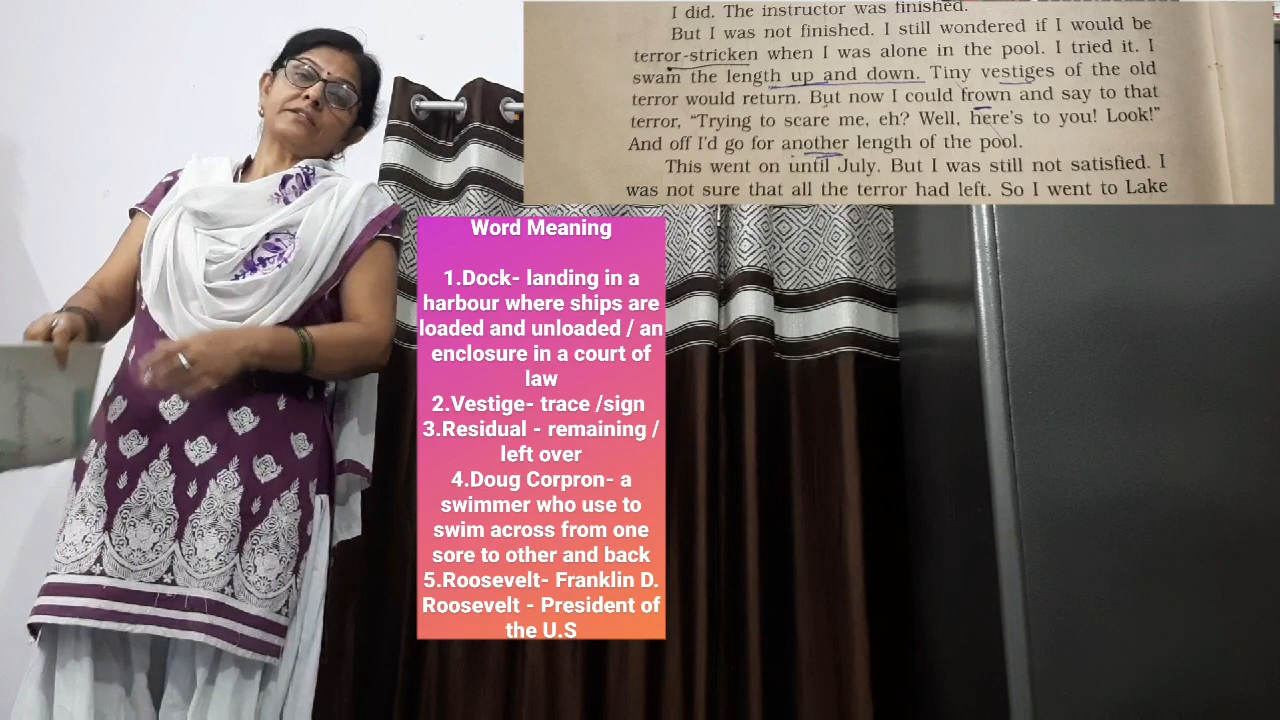 I did. The instructor was finished.
But I was not finished. I still wondered if I would be
terror-stricken when I was alone in the pool. I tried it. I
swam the length up and down. Tiny vestiges of the old
terror would return. But now I could frown and say to that
terror, “Trying to scare me, eh? Well, here’s to you! Look!”
And off I’d go for another length of the pool.
This went on until July. But I was still not satisfied. I
was not sure that all the terror had left. So I went to Lake
Word Meaning
1.Dock- landing in a
harbour where ships are
loaded and unloaded / an
enclosure in a court of
law
2.Vestige- trace /sign
3.Residual - remaining /
left over
4.Doug Corpron- a
swimmer who use to
swim across from one
sore to other and back
5.Roosevelt- Franklin D.
Roosevelt - President of
the U.S